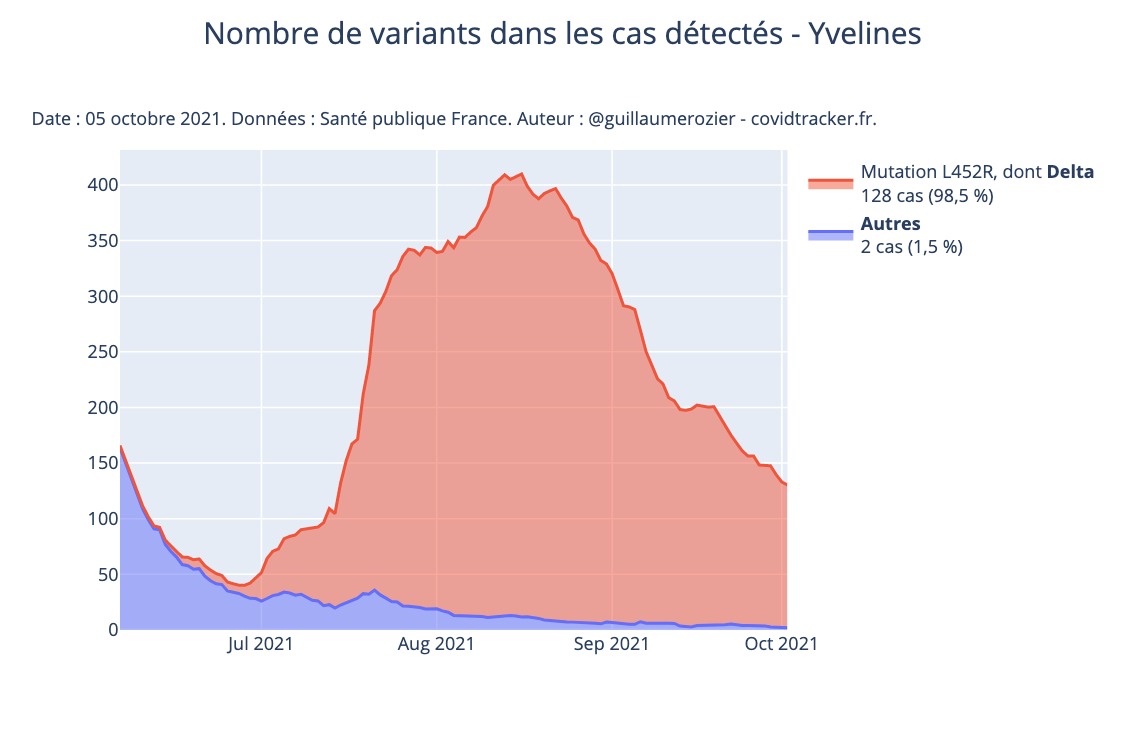 Nombre de variants dans les cas détectés - Yvelines
Date : 05 octobre 2021. Données : Santé publique France. Auteur : @guillaumerozier - covidtracker.fr.
Mutation L452R, dont Delta
128 cas (98,5 %)
Autres
2 cas (1,5 %)
400
350
300
250
200
150
100
50
0
Jul 2021
Aug 2021
Sep 2021
Oct 2021